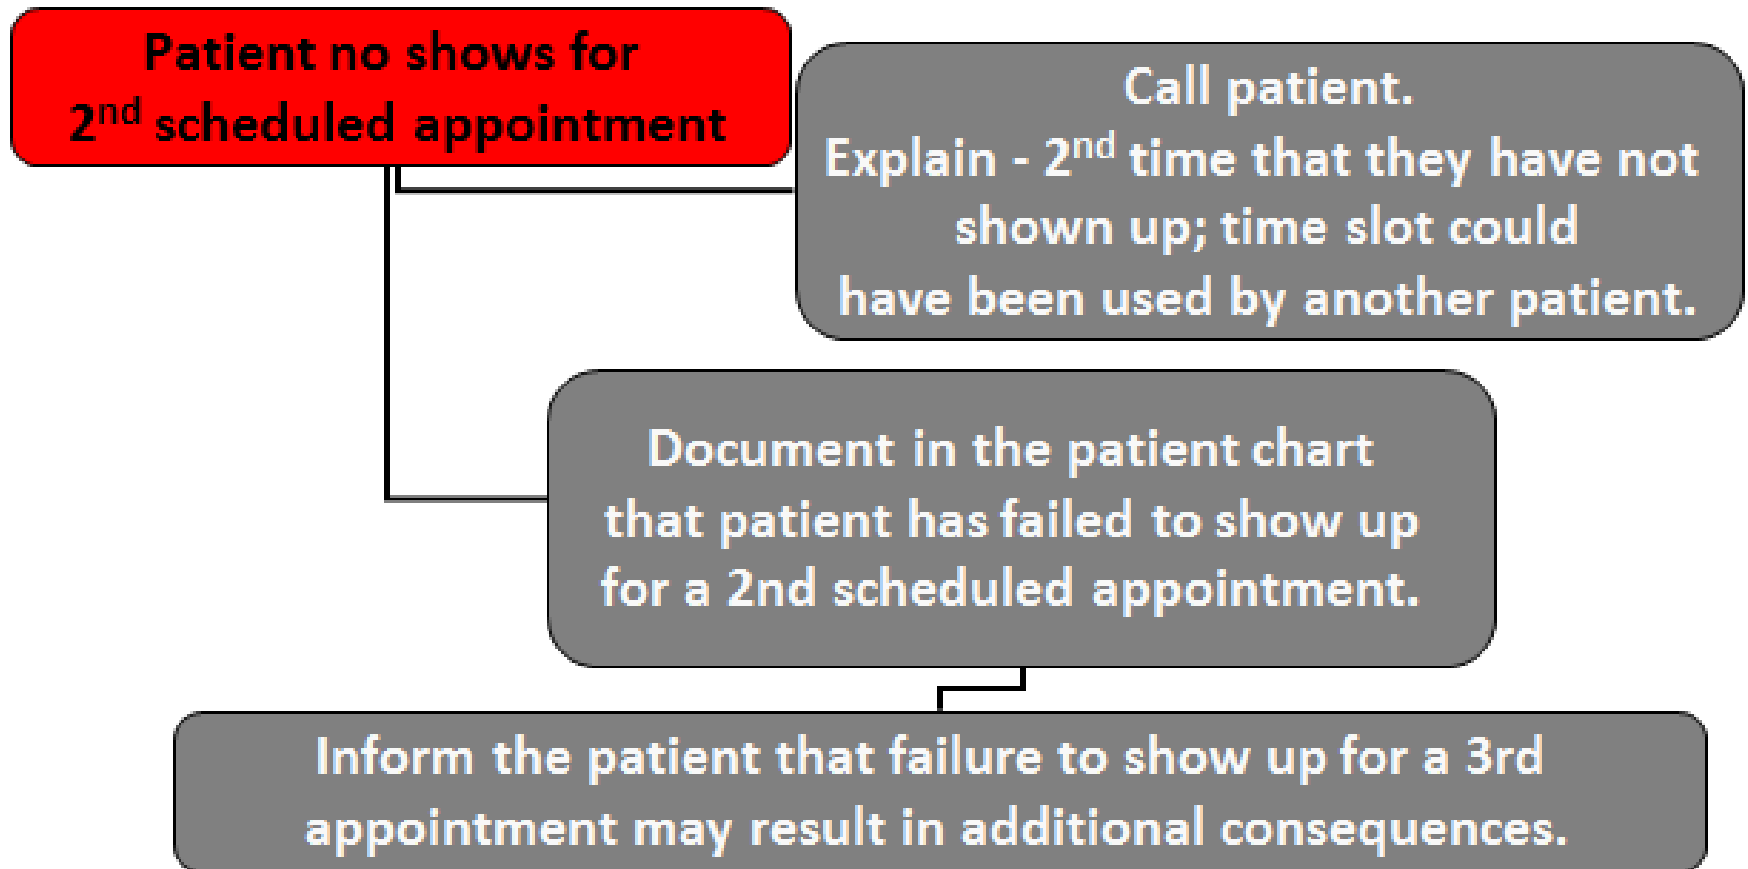 Patient no shows for
2nd scheduled appointment
Call patient.
Explain - 2nd time that they have not
shown up; time slot could
have been used by another patient.
Document in the patient chart
that patient has failed to show up
for a 2nd scheduled appointment.
Inform the patient that failure to show up for a 3rd
appointment may result in additional consequences.